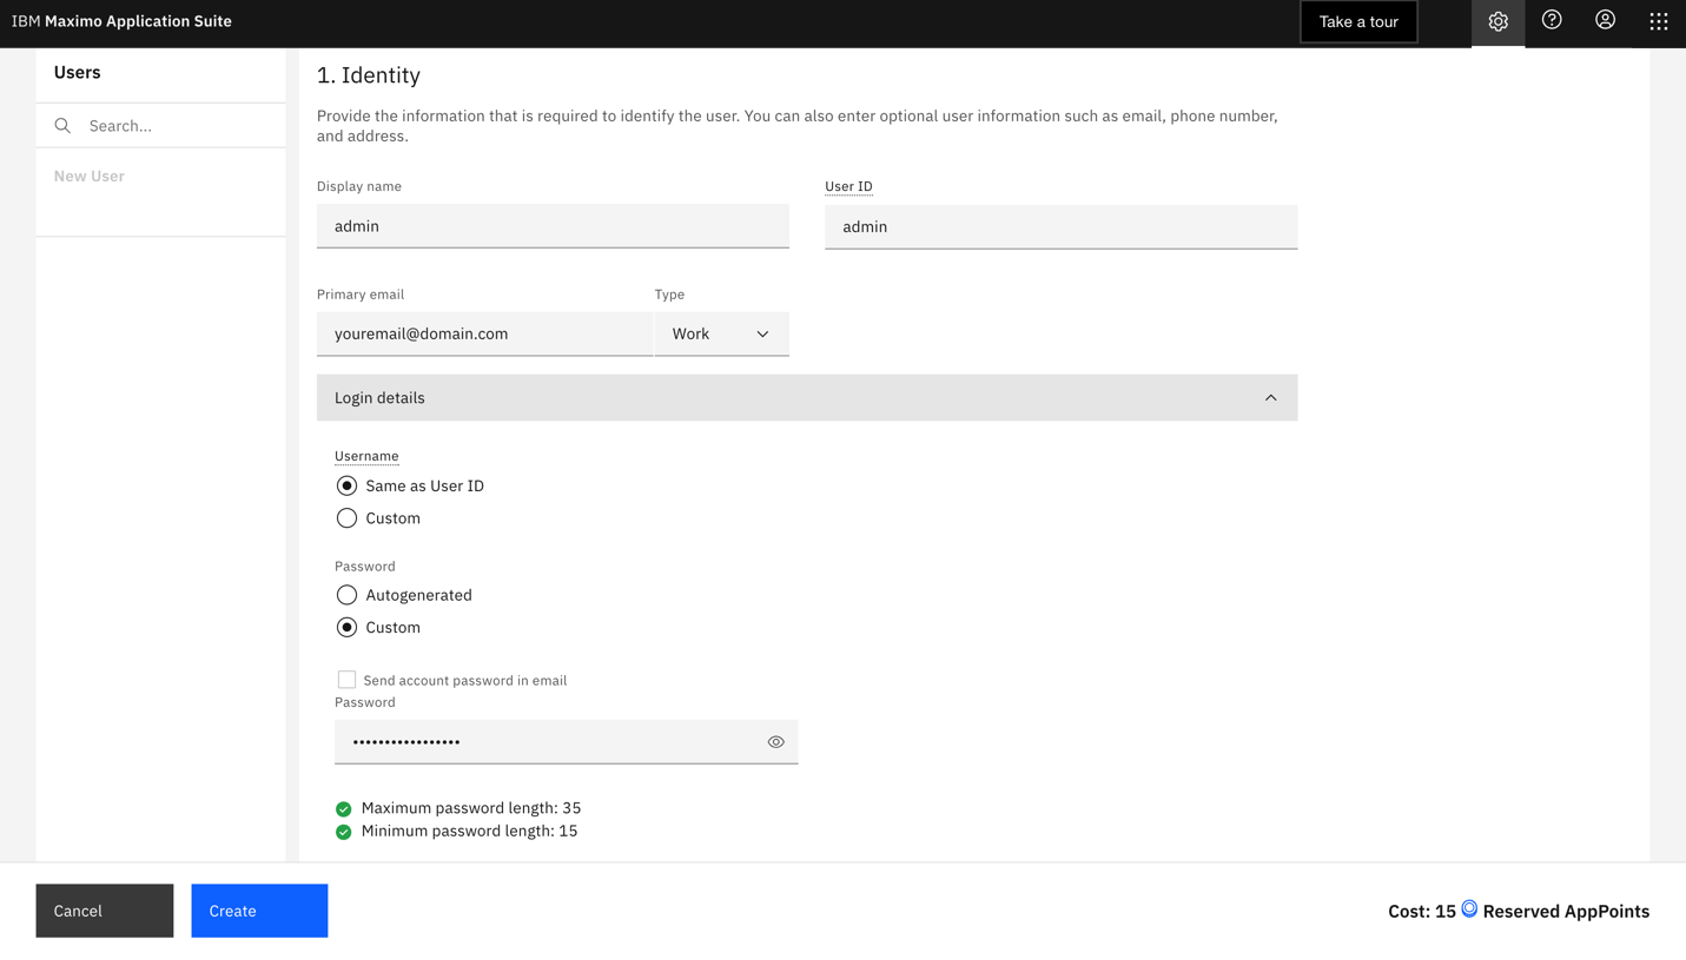 IBM Maximo Application Suite
Take a tour
Users
Search...
New User
1. Identity
Provide the information that is required to identify the user. You can also enter optional user information such as email, phone number,
and address.
Display name
User ID
admin
admin
Primary email
Type
youremail@domain.com
Work
Login details
Username
Same as User ID
Custom
Password
Autogenerated
Custom
Send account password in email
Password
•••••••••••••••••
Maximum password length: 35
Minimum password length: 15
Cancel
Create
Cost: 15 Reserved AppPoints